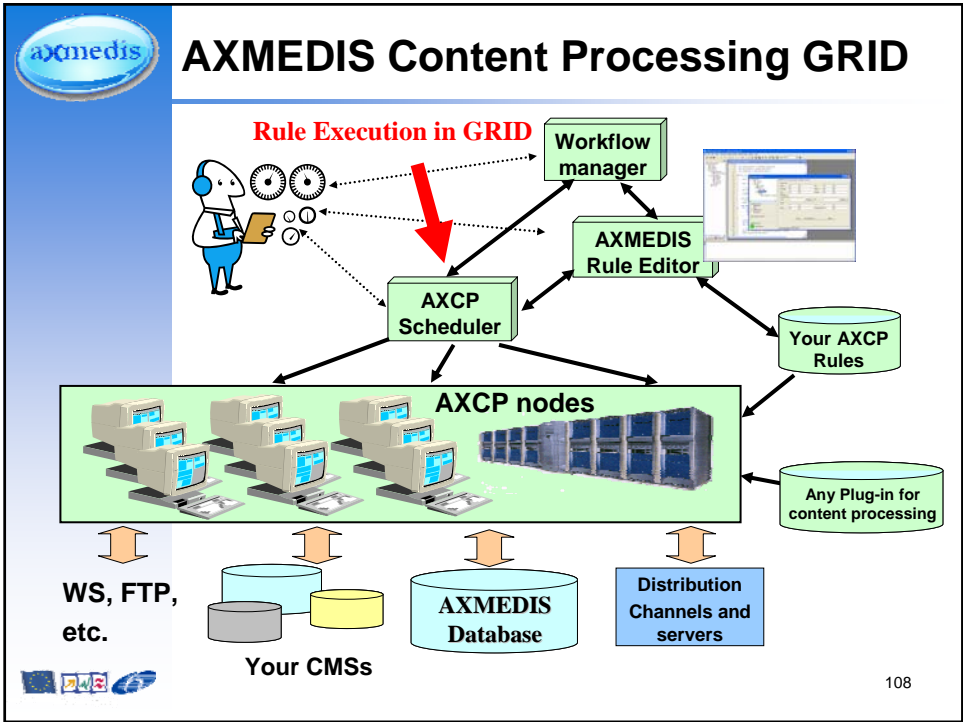 axmedis
AXMEDIS Content Processing GRID
Rule Execution in GRID
Workflow
manager
AXMEDIS
Rule Editor
AXCP
Scheduler
Your AXCP
Rules
AXCP nodes
Any Plug-in for
content processing
WS, FTP,
etc.
Your CMSs
AXMEDIS
Database
Distribution
Channels and
servers
108